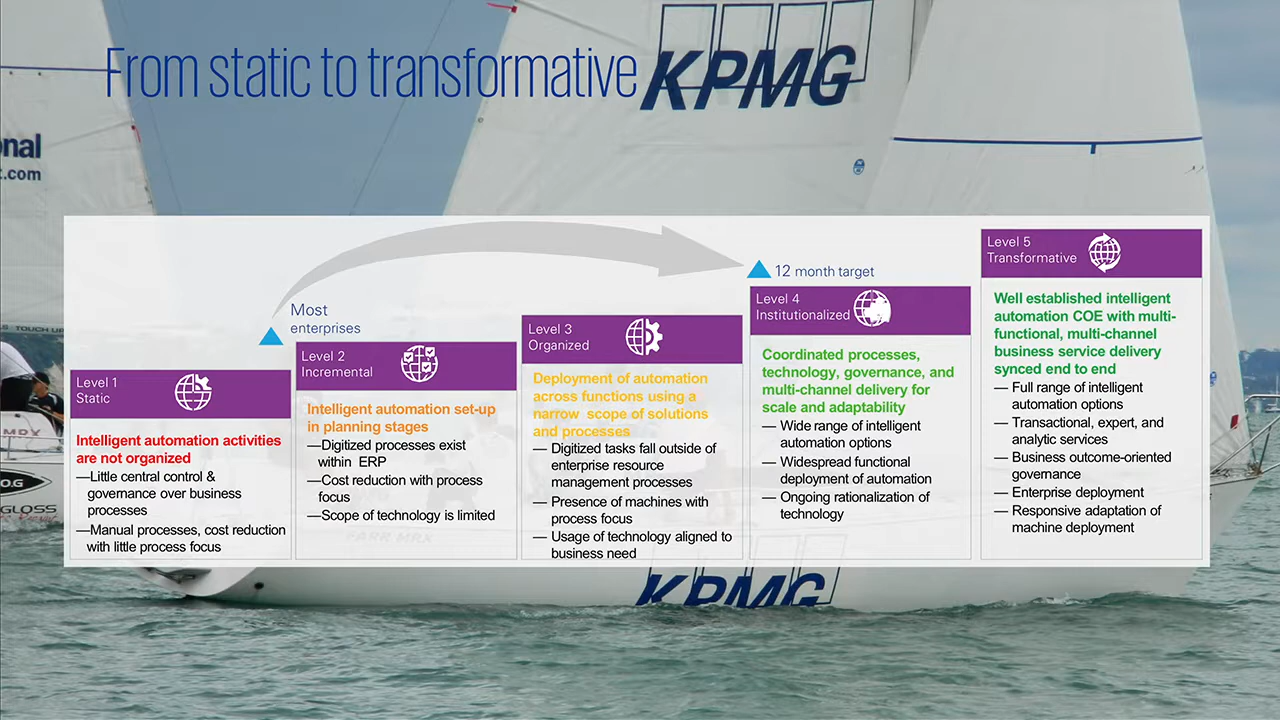 From static to transformative
KPMG
nal
t.com
Most
enterprises
12 month target
Level 1
Static
Intelligent automation activities
are not organized
—Little central control &
governance over business
processes
—Manual processes, cost reduction
with little process focus
Level 2
Incremental
Intelligent automation set-up
in planning stages
—Digitized processes exist
within ERP
—Cost reduction with process
focus
—Scope of technology is limited
Level 3
Organized
Deployment of automation
across functions using a
narrow scope of solutions
and processes
— Digitized tasks fall outside of
enterprise resource
management processes
— Presence of machines with
process focus
— Usage of technology aligned to
business need
Level 4
Institutionalized
Coordinated processes,
technology, governance, and
multi-channel delivery for
scale and adaptability
— Wide range of intelligent
automation options
— Widespread functional
deployment of automation
— Ongoing rationalization of
technology
Level 5
Transformative
Well established intelligent
automation COE with multi-
functional, multi-channel
business service delivery
synced end to end
— Full range of intelligent
automation options
— Transactional, expert, and
analytic services
— Business outcome-oriented
governance
— Enterprise deployment
— Responsive adaptation of
machine deployment
TOUCH UP
MRX
O.G
GLOSS
FARR MRX
KPMG